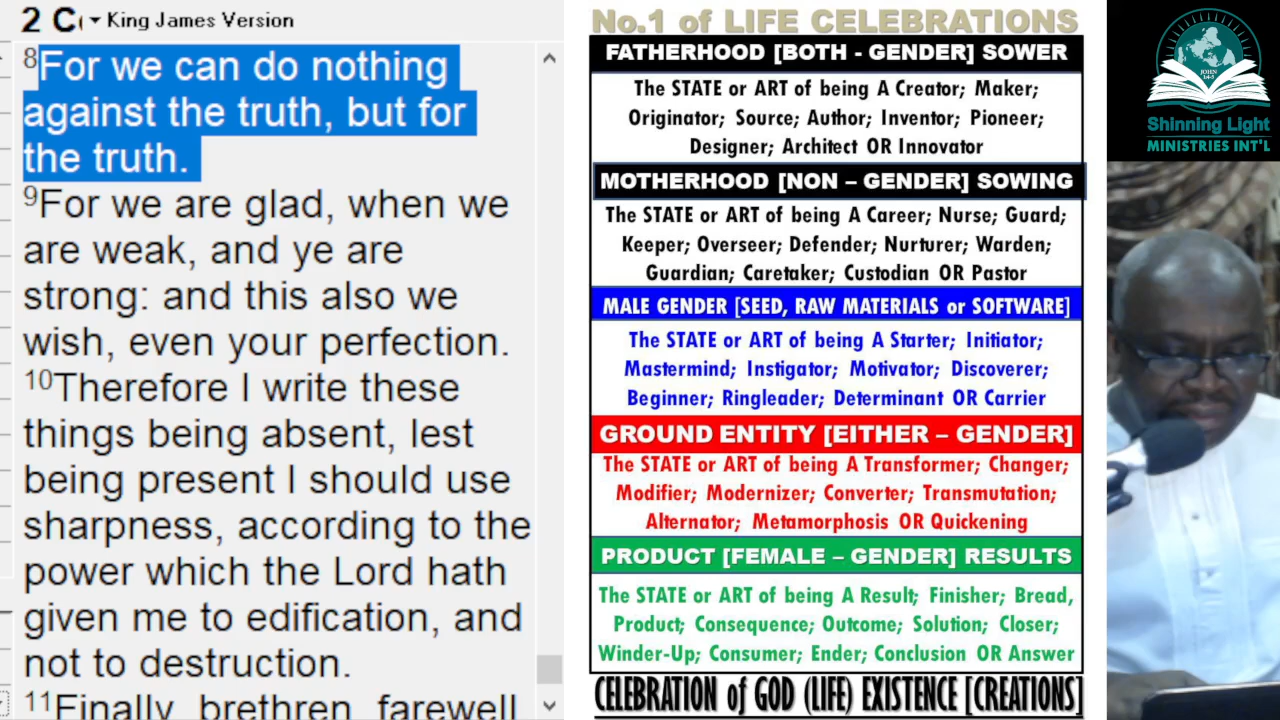 2 C
King James Version
8For we can do nothing
against the truth, but for
the truth.
9For we are glad, when we
are weak, and ye are
strong: and this also we
wish, even your perfection.
10Therefore I write these
things being absent, lest
being present I should use
sharpness, according to the
power which the Lord hath
given me to edification, and
not to destruction.
11Finally, brethren, farewell
No.1 of LIFE CELEBRATIONS
FATHERHOOD [BOTH - GENDER] SOWER
The STATE or ART of being A Creator; Maker;
Originator; Source; Author; Inventor; Pioneer;
Designer; Architect OR Innovator
MOTHERHOOD [NON – GENDER] SOWING
The STATE or ART of being A Career; Nurse; Guard;
Keeper; Overseer; Defender; Nurturer; Warden;
Guardian; Caretaker; Custodian OR Pastor
MALE GENDER [SEED, RAW MATERIALS or SOFTWARE]
The STATE or ART of being A Starter; Initiator;
Mastermind; Instigator; Motivator; Discoverer;
Beginner; Ringleader; Determinant OR Carrier
GROUND ENTITY [EITHER – GENDER]
The STATE or ART of being A Transformer; Changer;
Modifier; Modernizer; Converter; Transmutation;
Alternator; Metamorphosis OR Quickening
PRODUCT [FEMALE – GENDER] RESULTS
The STATE or ART of being A Result; Finisher; Bread,
Product; Consequence; Outcome; Solution; Closer;
Winder-Up; Consumer; Ender; Conclusion OR Answer
CELEBRATION of GOD (LIFE) EXISTENCE [CREATIONS]
JOHN
1:4-5
Shinning Light
MINISTRIES INT'L